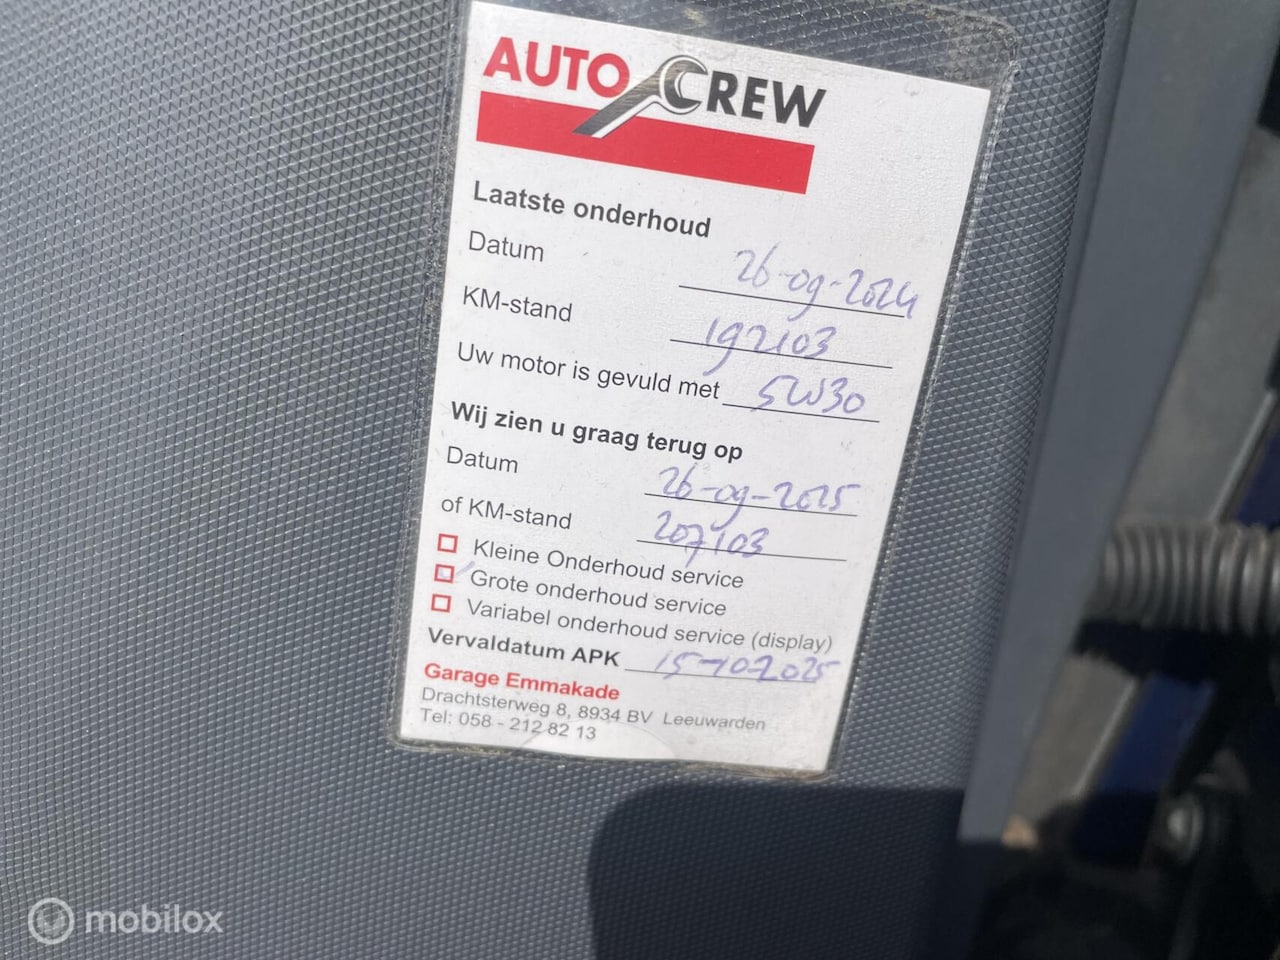 AUTO CREW
Laatste onderhoud
Datum 26-09-2024
KM-stand 192103
Uw motor is gevuld met 5W30
Wij zien u graag terug op
Datum 26-09-2025
of KM-stand 207103
Kleine Onderhoud service
Grote onderhoud service
Variabel onderhoud service (display)
Vervaldatum APK 15-10-2025
Garage Emmakade
Drachtsterweg 8, 8934 BV Leeuwarden
Tel: 058 - 212 82 13
mobilox